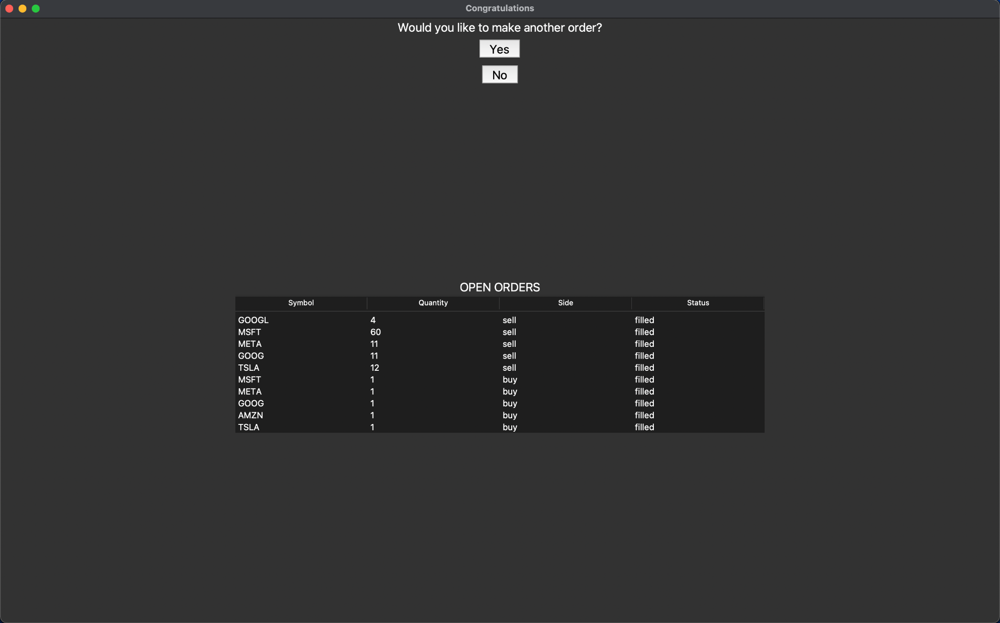 Congratulations
Would you like to make another order?
Yes
No
OPEN ORDERS
Symbol Quantity Side Status
GOOGL 4 sell filled
MSFT 60 sell filled
META 11 sell filled
GOOG 11 sell filled
TSLA 12 sell filled
MSFT 1 buy filled
META 1 buy filled
GOOG 1 buy filled
AMZN 1 buy filled
TSLA 1 buy filled